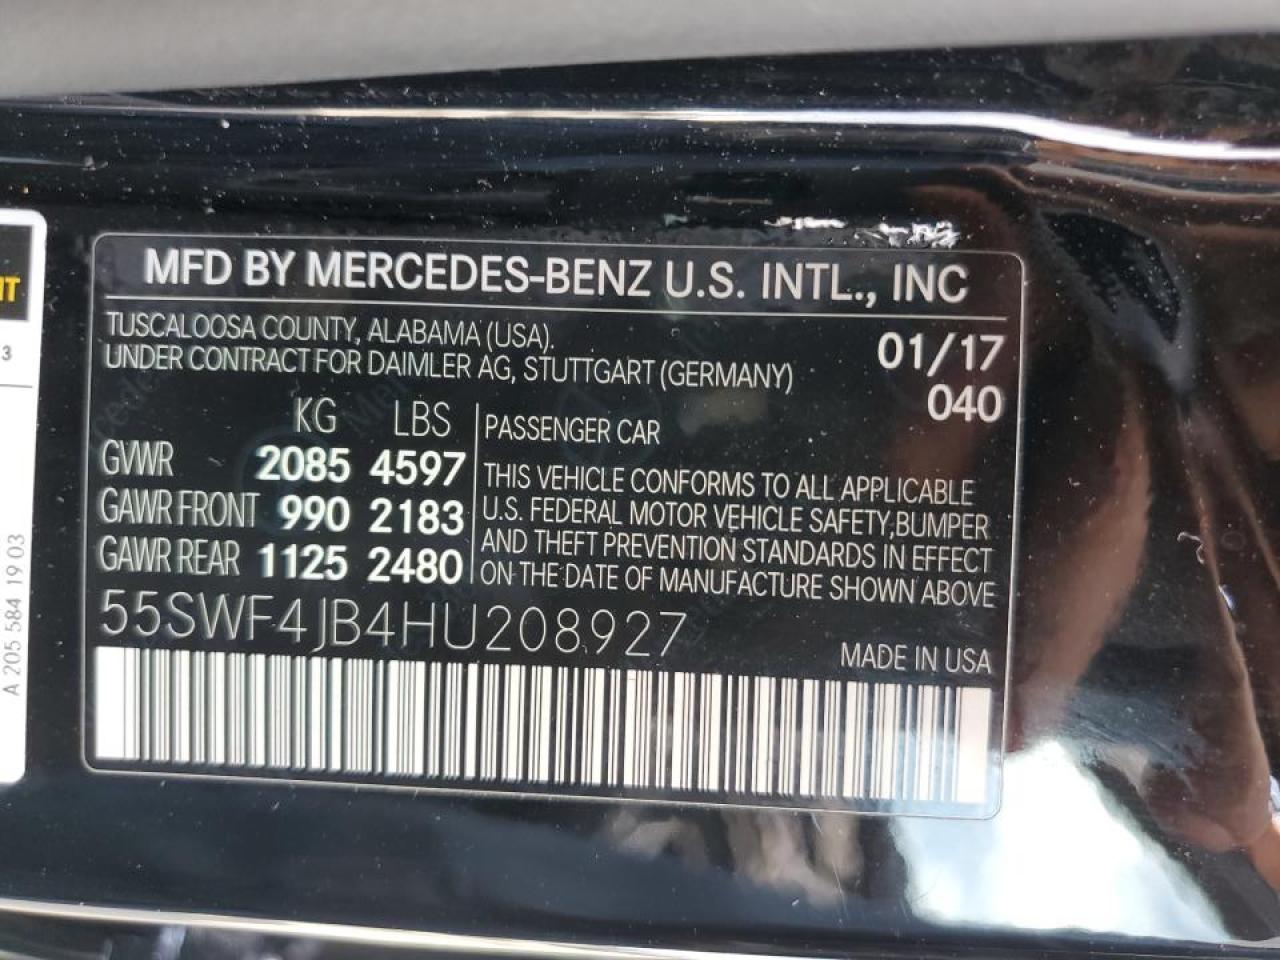 MFD BY MERCEDES-BENZ U.S. INTL., INC
TUSCALOOSA COUNTY, ALABAMA (USA).
UNDER CONTRACT FOR DAIMLER AG, STUTTGART (GERMANY)
01/17
040
KG LBS
GVWR 2085 4597
GAWR FRONT 990 2183
GAWR REAR 1125 2480
PASSENGER CAR
THIS VEHICLE CONFORMS TO ALL APPLICABLE
U.S. FEDERAL MOTOR VEHICLE SAFETY,BUMPER
AND THEFT PREVENTION STANDARDS IN EFFECT
ON THE DATE OF MANUFACTURE SHOWN ABOVE
55SWF4JB4HU208927
MADE IN USA
3
A 205 584 19 03